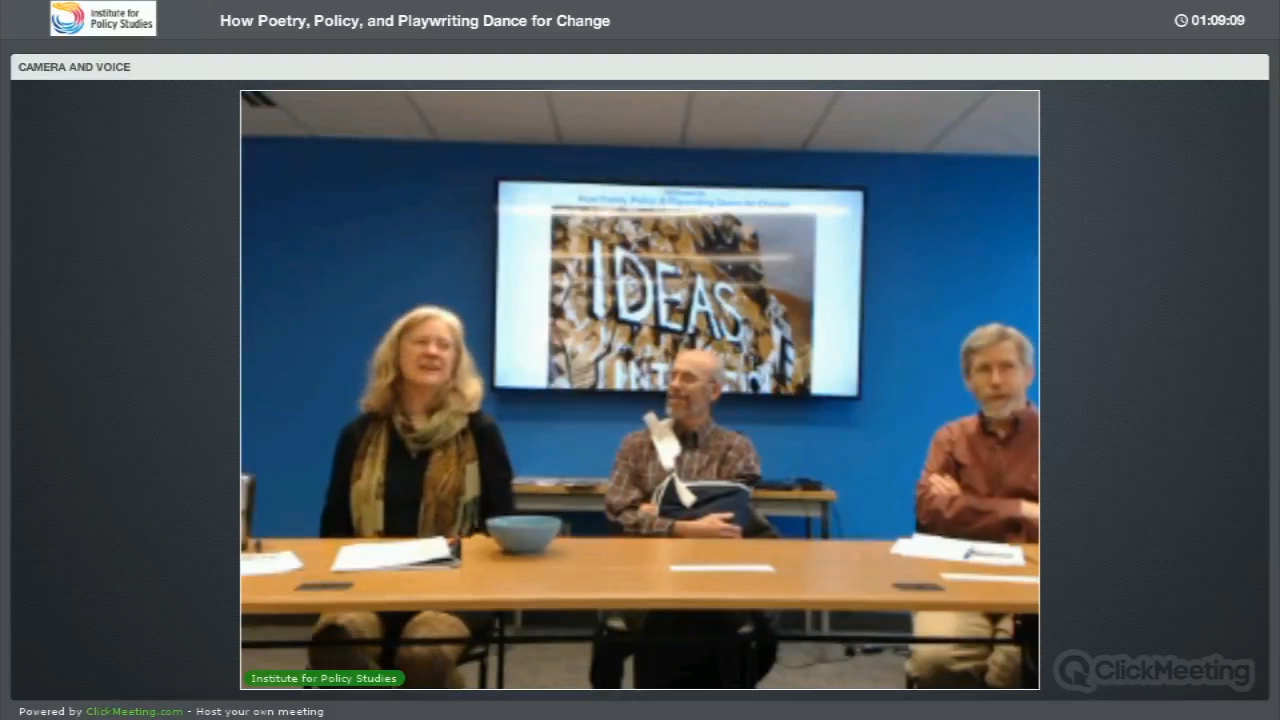 Institute for
Policy Studies
How Poetry, Policy, and Playwriting Dance for Change
01:09:09
CAMERA AND VOICE
How Poetry, Policy & Playwriting Dance for Change
IDEAS
Institute for Policy Studies
ClickMeeting
Powered by ClickMeeting.com - Host your own meeting